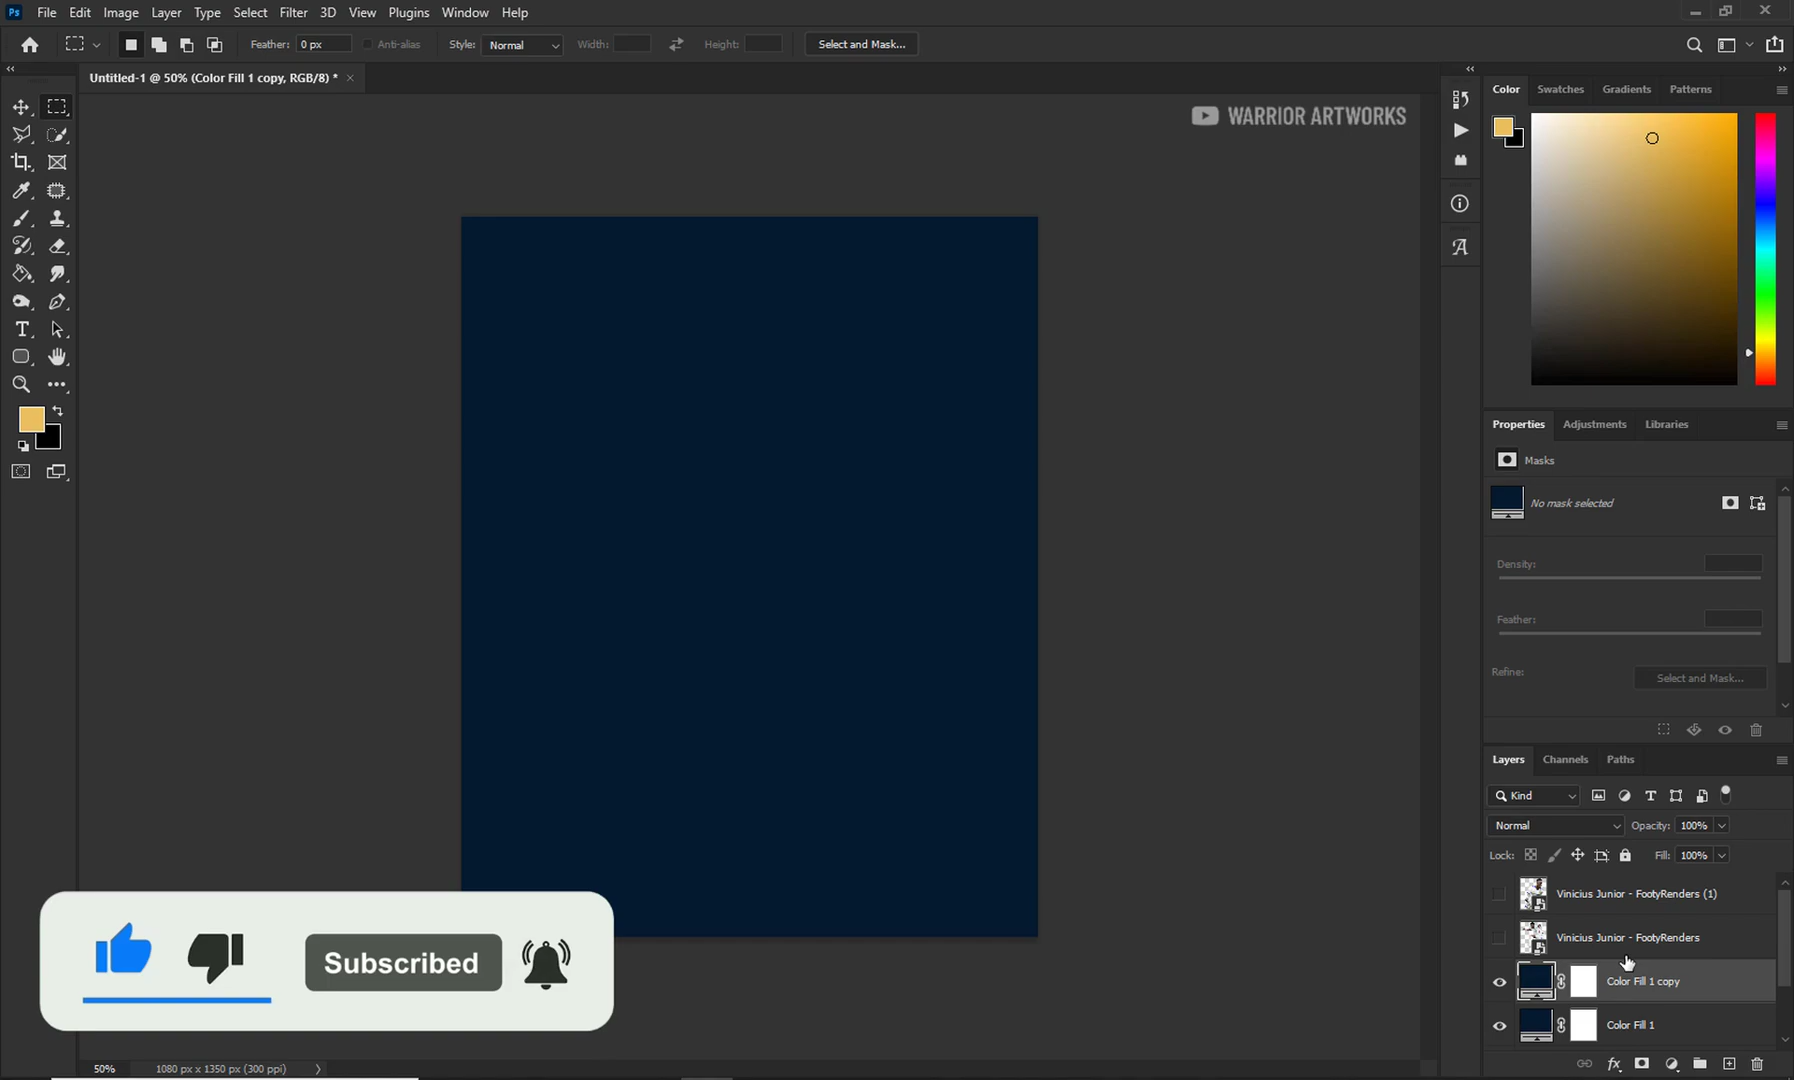 Ps File Edit Image Layer Type Select Filter 3D View Plugins Window Help
Feather: 0 px Anti-alias Style: Normal Width: Height: Select and Mask...
Untitled-1 @ 50% (Color Fill 1 copy, RGB/8) * ×
WARRIOR ARTWORKS
Color Swatches Gradients Patterns
Properties Adjustments Libraries
Masks
No mask selected
Density:
Feather:
Refine: Select and Mask...
Layers Channels Paths
Kind
Normal Opacity: 100%
Lock: Fill: 100%
Vinicius Junior - FootyRenders (1)
Vinicius Junior - FootyRenders
Color Fill 1 copy
Color Fill 1
Subscribed
50% 1080 px x 1350 px (300 ppi)